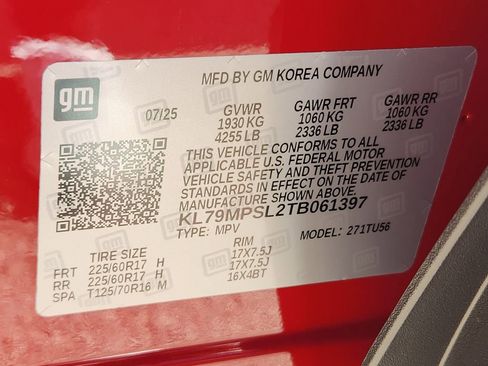 gm
MFD BY GM KOREA COMPANY
07/25
GVWR GAWR FRT GAWR RR
1930 KG 1060 KG 1060 KG
4255 LB 2336 LB 2336 LB
THIS VEHICLE CONFORMS TO ALL
APPLICABLE U.S. FEDERAL MOTOR
VEHICLE SAFETY AND THEFT PREVENTION
STANDARDS IN EFFECT ON THE DATE OF
MANUFACTURE SHOWN ABOVE.
KL79MPSL2TB061397
TYPE: MPV MODEL: 271TU56
TIRE SIZE RIM
FRT 225/60R17 H 17X7.5J
RR 225/60R17 H 17X7.5J
SPA T125/70R16 M 16X4BT